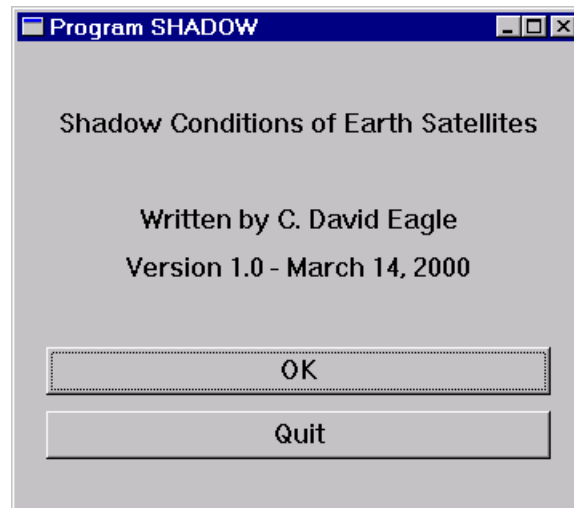 Program SHADOW
Shadow Conditions of Earth Satellites
Written by C. David Eagle
Version 1.0 - March 14, 2000
OK
Quit